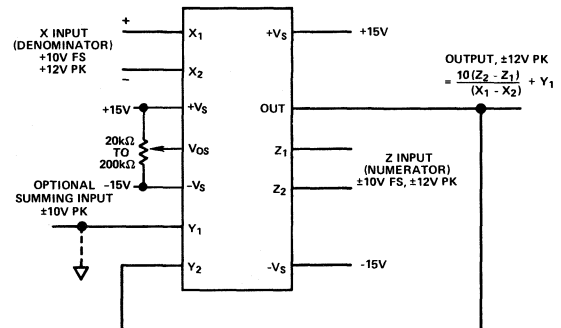 +
X INPUT
(DENOMINATOR)
+10V FS
+12V PK
–
X1
X2
+15V
+VS
20kΩ
TO
200kΩ
VOS
–15V
–VS
OPTIONAL
SUMMING INPUT
±10V PK
Y1
Y2
+VS
+15V
OUT
OUTPUT, ±12V PK
= 10(Z2 - Z1) / (X1 - X2) + Y1
Z1
Z2
Z INPUT
(NUMERATOR)
±10V FS, ±12V PK
-VS
-15V